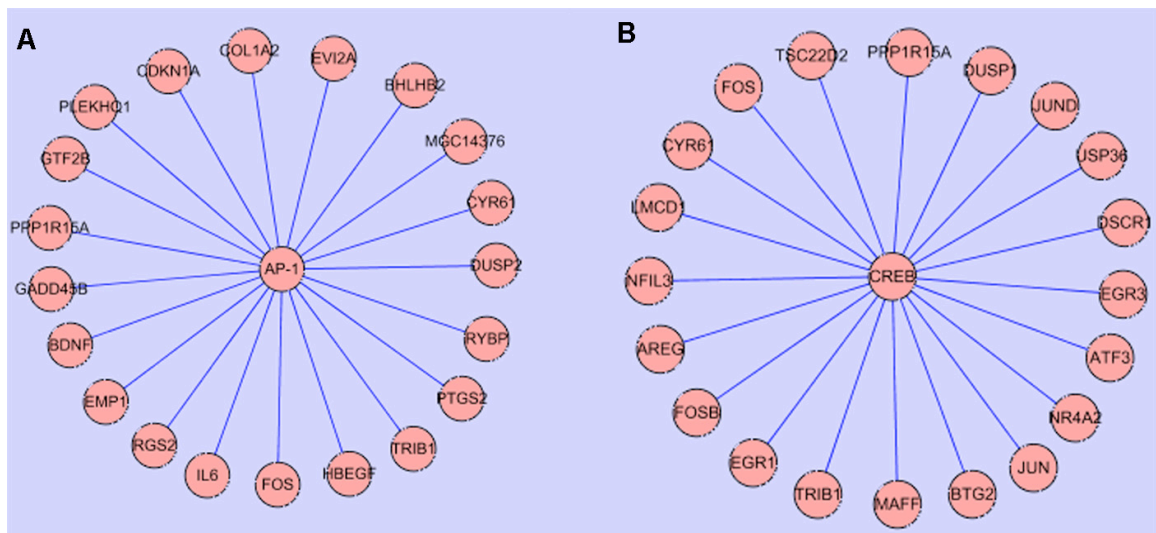 A
COL1A2
EVI2A
BHLHB2
MGC14376
CYR61
DUSP2
RYBP
PTGS2
TRIB1
HBEGF
FOS
IL6
RGS2
EMP1
BDNF
GADD45B
PPP1R15A
GTF2B
PLEKHQ1
CDKN1A
AP-1
B
PPP1R15A
DUSP1
JUND
USP36
DSCR1
EGR3
ATF3
NR4A2
JUN
BTG2
MAFF
TRIB1
EGR1
FOSB
AREG
NFIL3
LMCD1
CYR61
FOS
TSC22D2
CREB